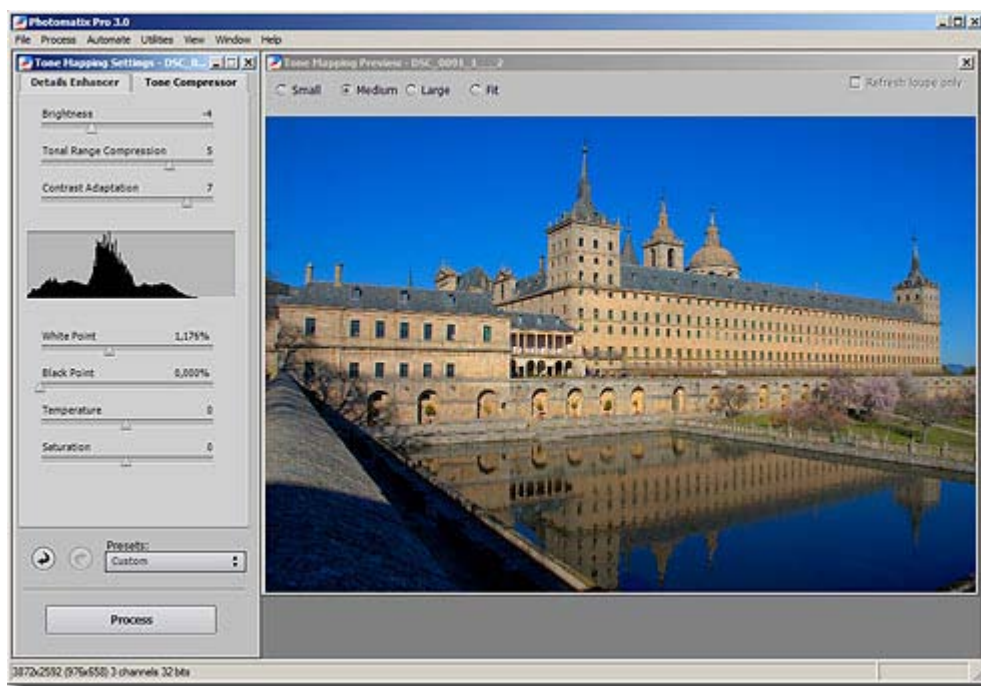 Photomatix Pro 3.0
File Process Automate Utilities View Window Help
Tone Mapping Settings - DSC_0...
Details Enhancer Tone Compressor
Brightness -4
Tonal Range Compression 5
Contrast Adaptation 7
White Point 1,176%
Black Point 0,000%
Temperature 0
Saturation 0
Presets:
Custom
Process
Tone Mapping Preview - DSC_0091_1___2
Small Medium Large Fit
Refresh loupe only
3872x2592 (976x658) 3 channels 32 bits